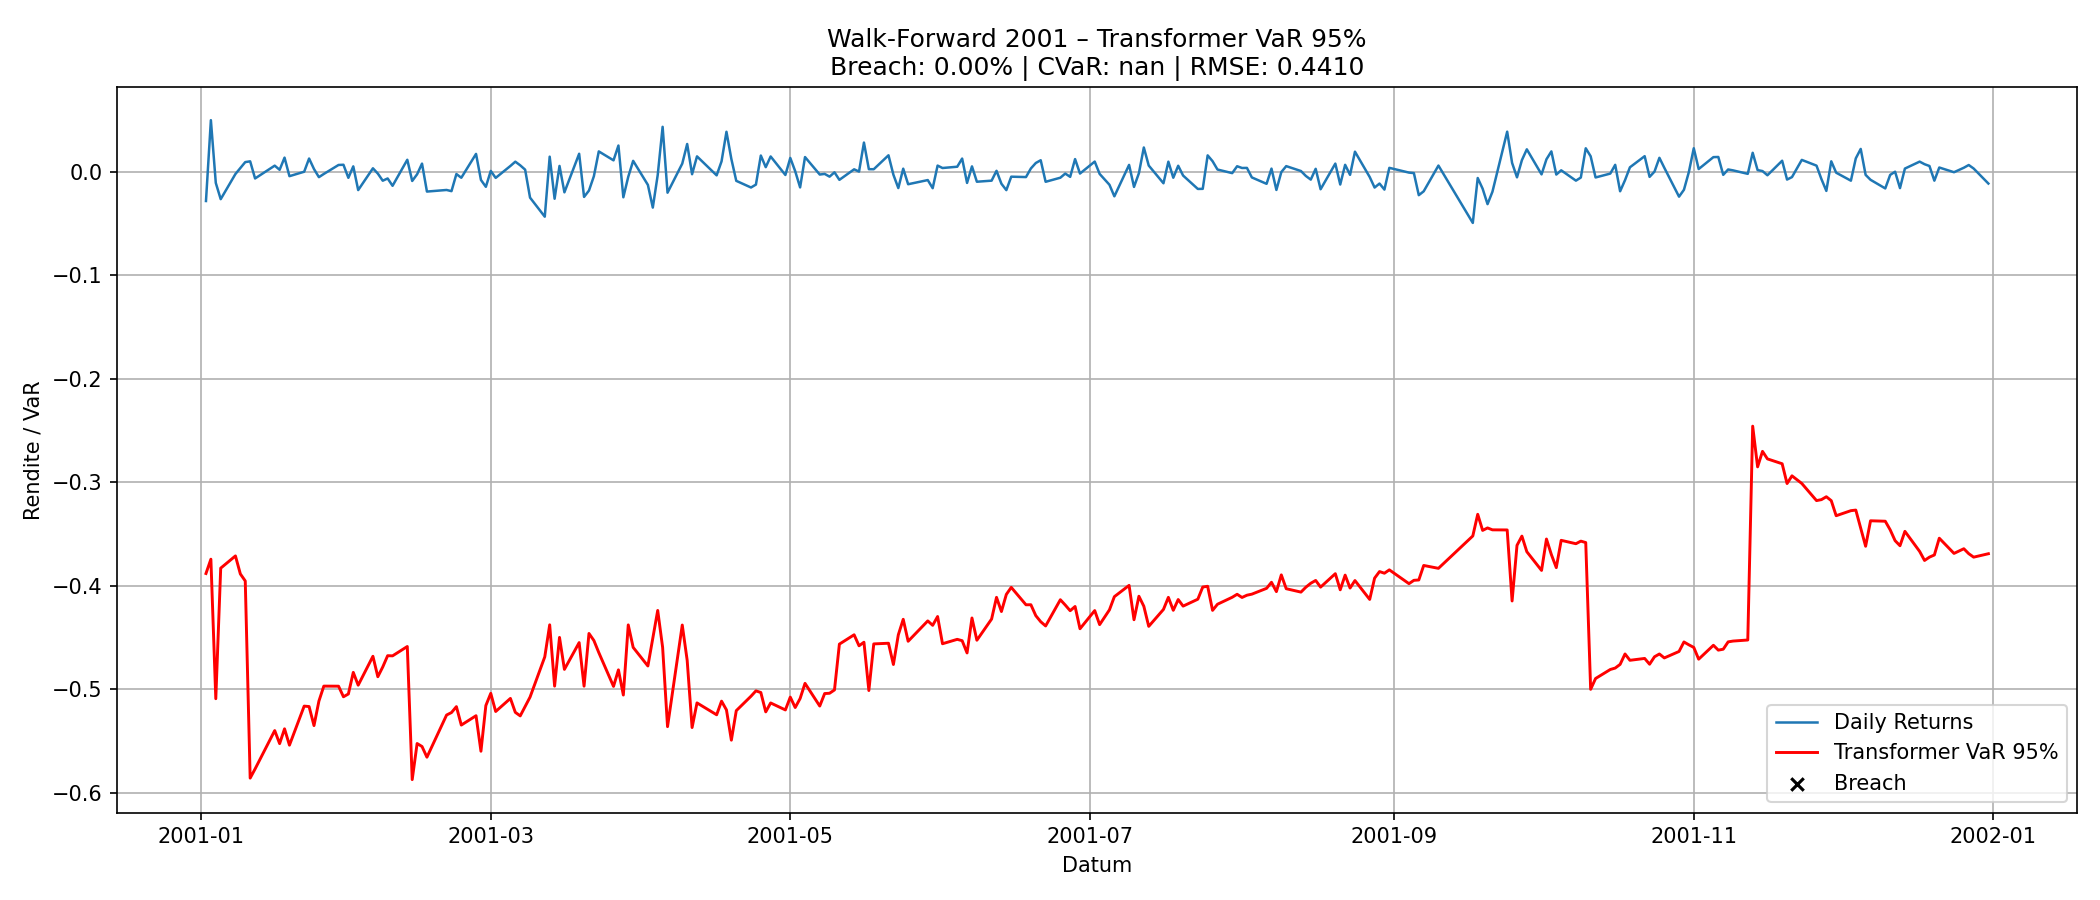 Walk-Forward 2001 – Transformer VaR 95%
Breach: 0.00% | CVaR: nan | RMSE: 0.4410
Rendite / VaR
0.0
−0.1
−0.2
−0.3
−0.4
−0.5
−0.6
Daily Returns
Transformer VaR 95%
Breach
2001-01 2001-03 2001-05 2001-07 2001-09 2001-11 2002-01
Datum